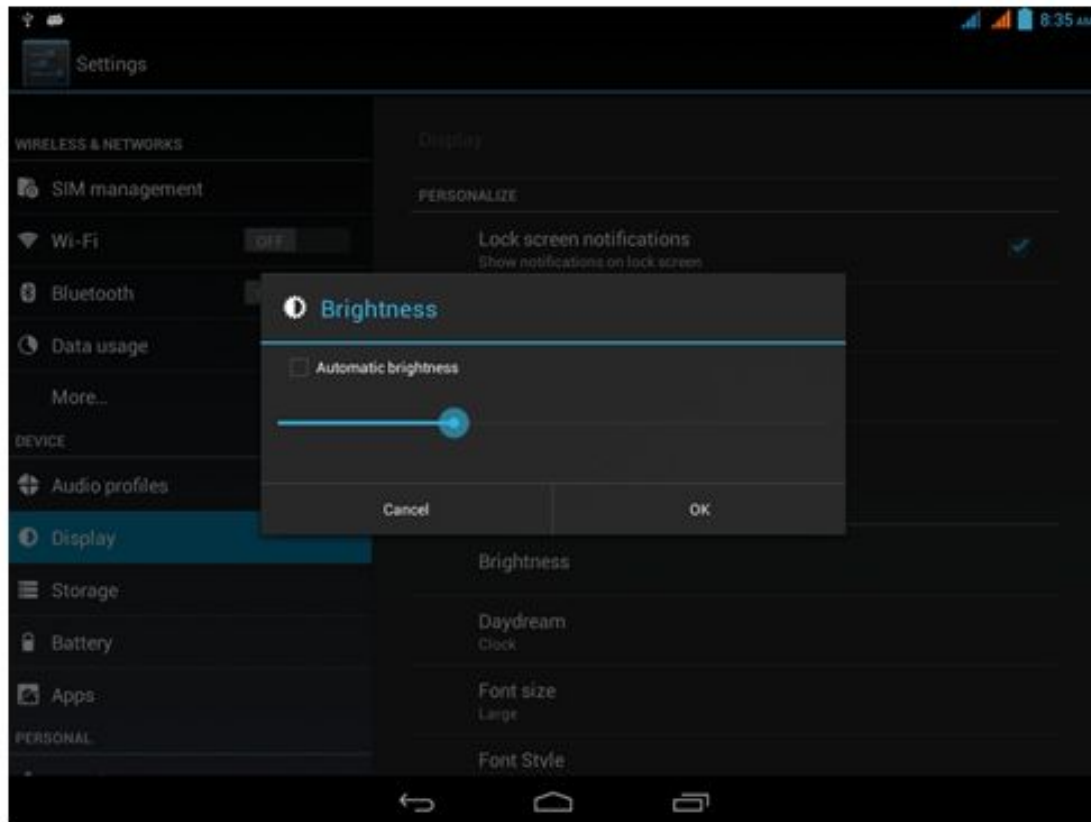 8:35 AM
Settings
WIRELESS & NETWORKS
SIM management
Wi-Fi
OFF
Bluetooth
Data usage
More...
DEVICE
Audio profiles
Display
Storage
Battery
Apps
PERSONAL
Display
PERSONALIZE
Lock screen notifications
Show notifications on lock screen
Brightness
Automatic brightness
Cancel
OK
Brightness
Daydream
Clock
Font size
Large
Font Style